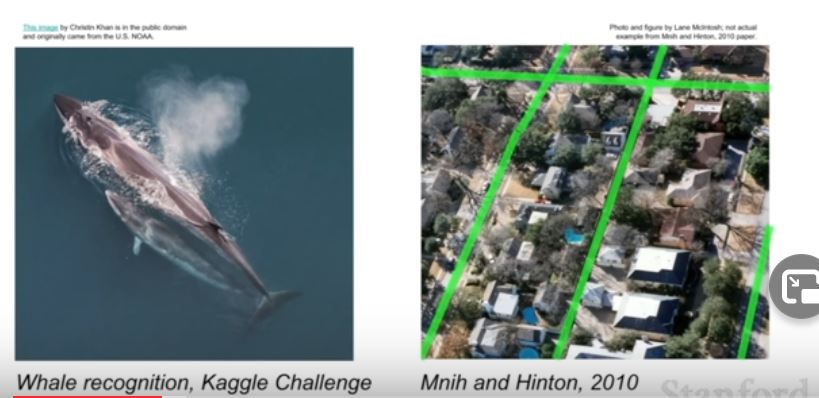 This image by Christin Khan is in the public domain
and originally came from the U.S. NOAA.
Photo and figure by Lane McIntosh; not actual
example from Mnih and Hinton, 2010 paper.
Whale recognition, Kaggle Challenge
Mnih and Hinton, 2010
Stanford